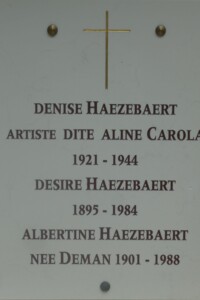 DENISE HAEZEBAERT
ARTISTE DITE ALINE CAROLA
1921 - 1944
DESIRE HAEZEBAERT
1895 - 1984
ALBERTINE HAEZEBAERT
NEE DEMAN 1901 - 1988